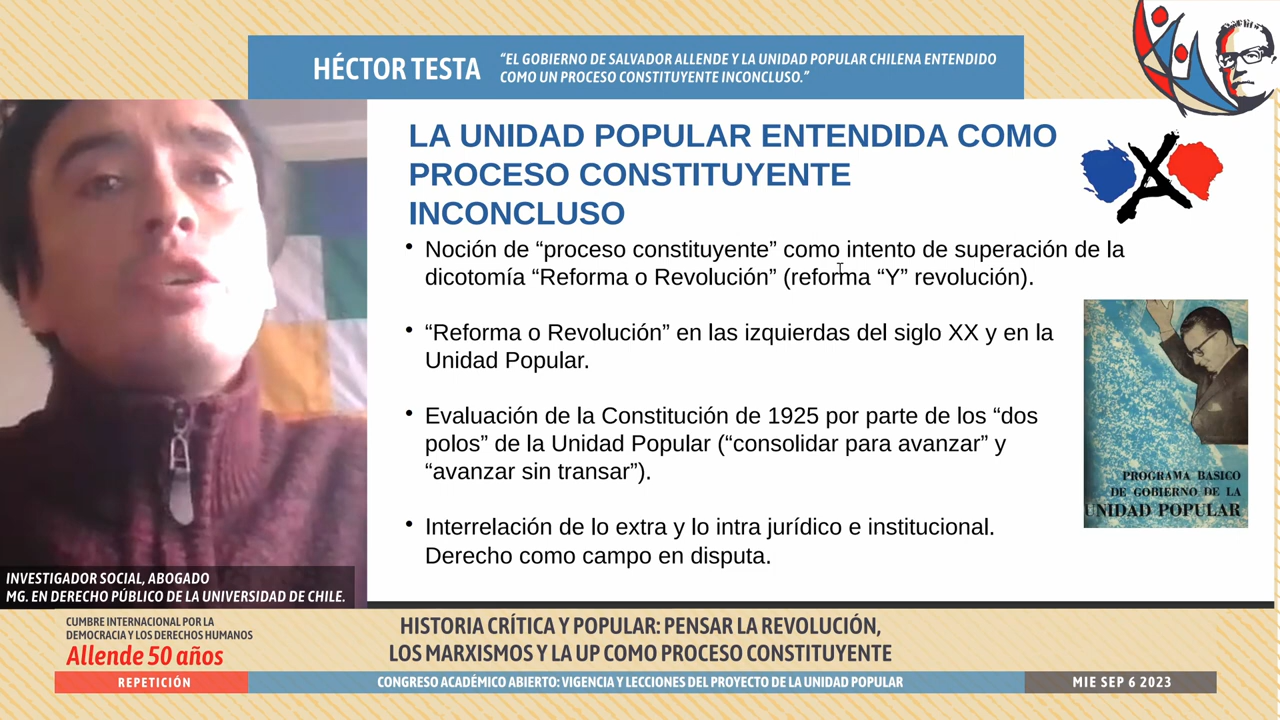 HÉCTOR TESTA
“EL GOBIERNO DE SALVADOR ALLENDE Y LA UNIDAD POPULAR CHILENA ENTENDIDO
COMO UN PROCESO CONSTITUYENTE INCONCLUSO.”
LA UNIDAD POPULAR ENTENDIDA COMO
PROCESO CONSTITUYENTE
INCONCLUSO
• Noción de “proceso constituyente” como intento de superación de la
dicotomía “Reforma o Revolución” (reforma “Y” revolución).
• “Reforma o Revolución” en las izquierdas del siglo XX y en la
Unidad Popular.
• Evaluación de la Constitución de 1925 por parte de los “dos
polos” de la Unidad Popular (“consolidar para avanzar” y
“avanzar sin transar”).
• Interrelación de lo extra y lo intra jurídico e institucional.
Derecho como campo en disputa.
PROGRAMA BASICO
DE GOBIERNO DE LA
UNIDAD POPULAR
INVESTIGADOR SOCIAL, ABOGADO
MG. EN DERECHO PÚBLICO DE LA UNIVERSIDAD DE CHILE.
CUMBRE INTERNACIONAL POR LA
DEMOCRACIA Y LOS DERECHOS HUMANOS
Allende 50 años
HISTORIA CRÍTICA Y POPULAR: PENSAR LA REVOLUCIÓN,
LOS MARXISMOS Y LA UP COMO PROCESO CONSTITUYENTE
REPETICIÓN
CONGRESO ACADÉMICO ABIERTO: VIGENCIA Y LECCIONES DEL PROYECTO DE LA UNIDAD POPULAR
MIE SEP 6 2023